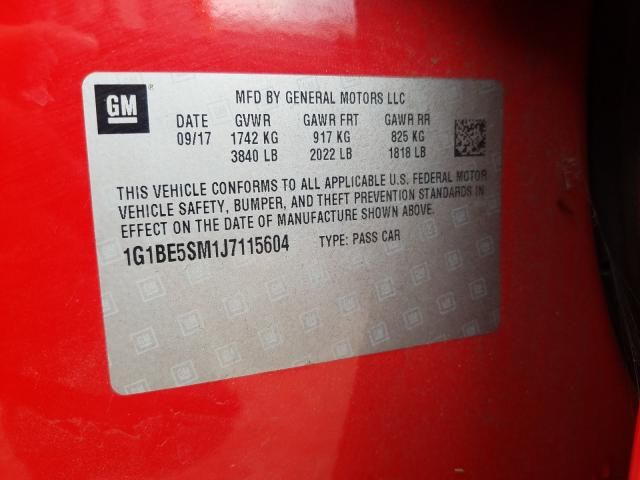 GM
MFD BY GENERAL MOTORS LLC
DATE GVWR GAWR FRT GAWR RR
09/17 1742 KG 917 KG 825 KG
3840 LB 2022 LB 1818 LB
THIS VEHICLE CONFORMS TO ALL APPLICABLE U.S. FEDERAL MOTOR
VEHICLE SAFETY, BUMPER, AND THEFT PREVENTION STANDARDS IN
EFFECT ON THE DATE OF MANUFACTURE SHOWN ABOVE.
1G1BE5SM1J7115604 TYPE: PASS CAR